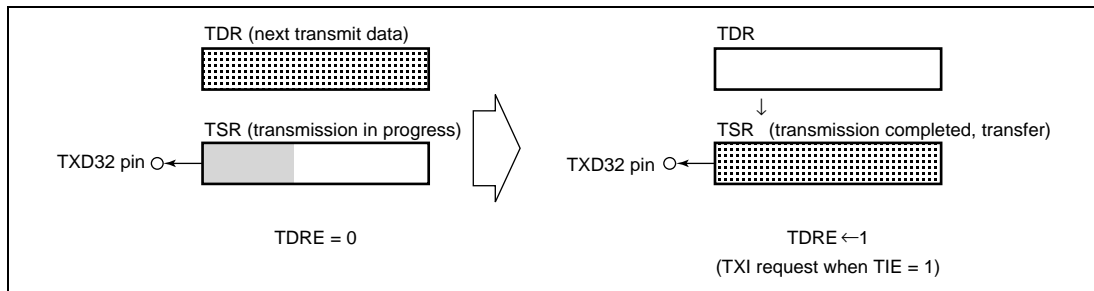 TDR (next transmit data)
TSR (transmission in progress)
TXD32 pin
TDRE = 0
TDR
↓
TSR (transmission completed, transfer)
TXD32 pin
TDRE ←1
(TXI request when TIE = 1)